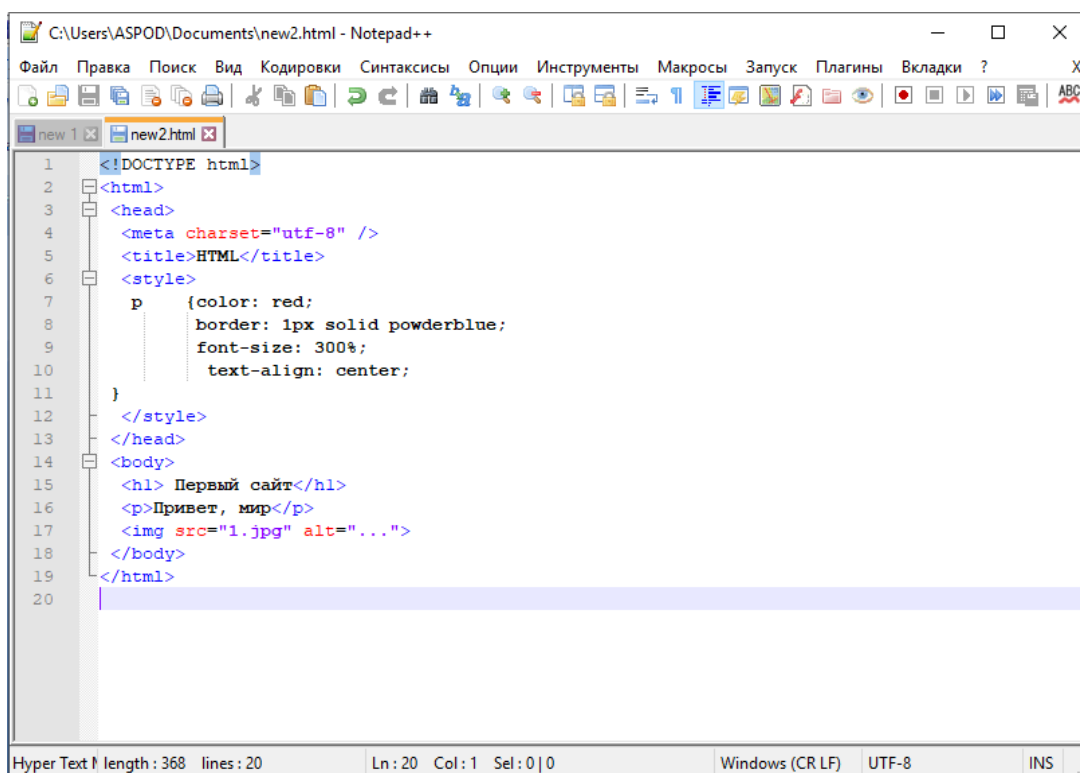 C:\Users\ASPOD\Documents\new2.html - Notepad++
Файл Правка Поиск Вид Кодировки Синтаксисы Опции Инструменты Макросы Запуск Плагины Вкладки ? X
ABC
new 1 new2.html
1 <!DOCTYPE html>
2 <html>
3 <head>
4 <meta charset="utf-8" />
5 <title>HTML</title>
6 <style>
7 p {color: red;
8 border: 1px solid powderblue;
9 font-size: 300%;
10 text-align: center;
11 }
12 </style>
13 </head>
14 <body>
15 <h1> Первый сайт</h1>
16 <p>Привет, мир</p>
17 <img src="1.jpg" alt="...">
18 </body>
19 </html>
20
Hyper Text length : 368 lines : 20 Ln : 20 Col : 1 Sel : 0 | 0 Windows (CR LF) UTF-8 INS